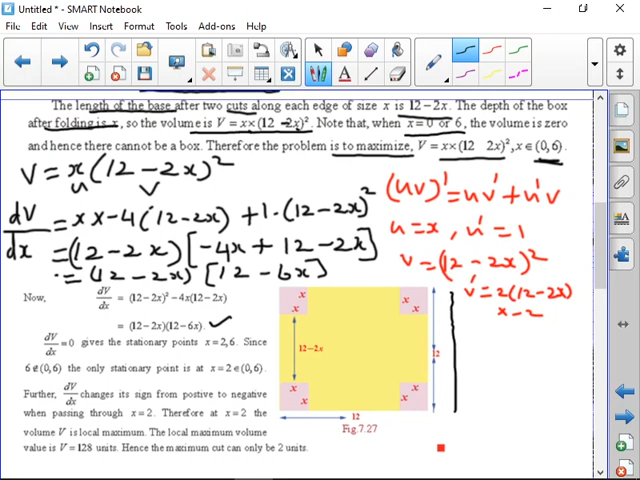 Untitled * - SMART Notebook
File Edit View Insert Format Tools Add-ons Help
The length of the base after two cuts along each edge of size x is 12 − 2x. The depth of the box
after folding is x, so the volume is V = x×(12 −2x)². Note that, when x = 0 or 6, the volume is zero
and hence there cannot be a box. Therefore the problem is to maximize, V = x×(12 2x)², x ∈ (0, 6).
V = x(12 − 2x)²
u v
dV/dx = x × −4(12−2x) + 1·(12−2x)²
= (12−2x)[−4x + 12 −2x]
= (12 −2x) [12 −6x]
(uv)' = uv' + u'v
u = x, u' = 1
v = (12 − 2x)²
v' = 2(12−2x)
x −2
Now, dV/dx = (12−2x)² −4x(12−2x)
= (12−2x)(12−6x).
dV/dx = 0 gives the stationary points x = 2, 6. Since
6 ∉ (0, 6) the only stationary point is at x = 2 ∈ (0, 6).
Further, dV/dx changes its sign from postive to negative
when passing through x = 2. Therefore at x = 2 the
volume V is local maximum. The local maximum volume
value is V = 128 units. Hence the maximum cut can only be 2 units.
x x
x x
12−2x
12
x x
x x
12
Fig.7.27